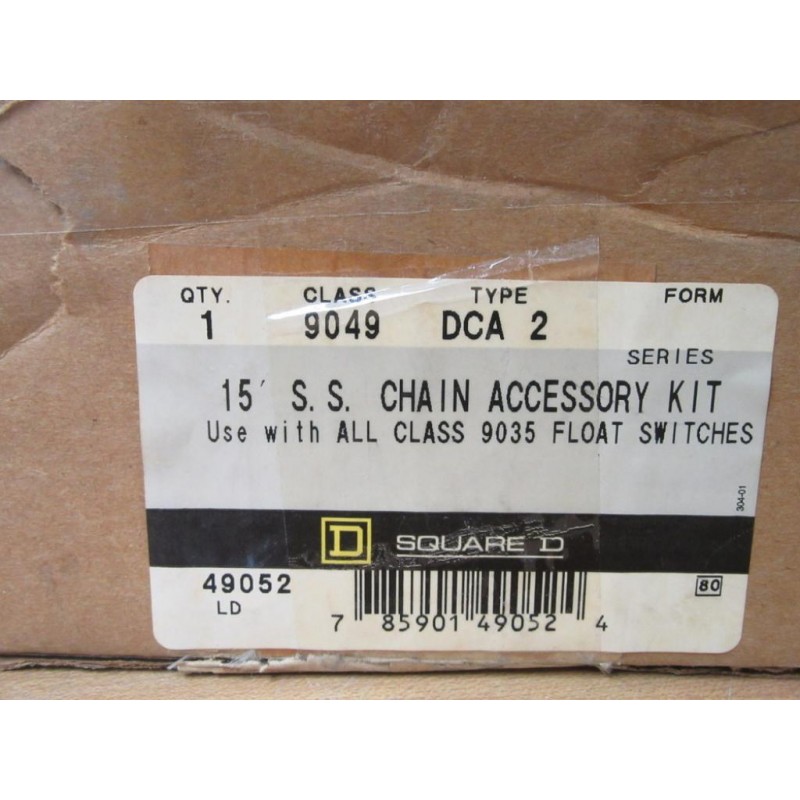 QTY. CLASS TYPE FORM
1 9049 DCA 2
SERIES
15' S.S. CHAIN ACCESSORY KIT
Use with ALL CLASS 9035 FLOAT SWITCHES
304-01
D SQUARE D
49052 80
LD
7 85901 49052 4